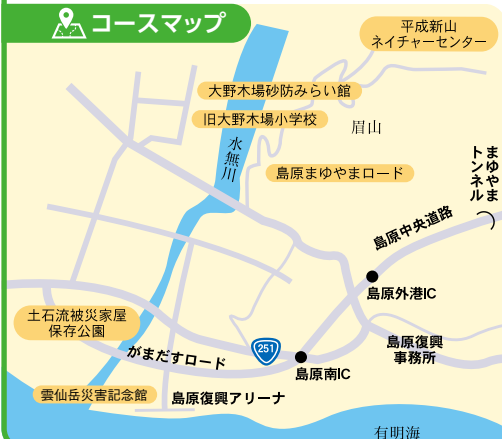 コースマップ
平成新山
ネイチャーセンター
大野木場砂防みらい館
旧大野木場小学校
眉山
水無川
島原まゆやまロード
まゆやま
トンネル
島原中央道路
島原外港IC
土石流被災家屋
保存公園
がまだすロード
251
島原復興
事務所
島原南IC
雲仙岳災害記念館
島原復興アリーナ
有明海